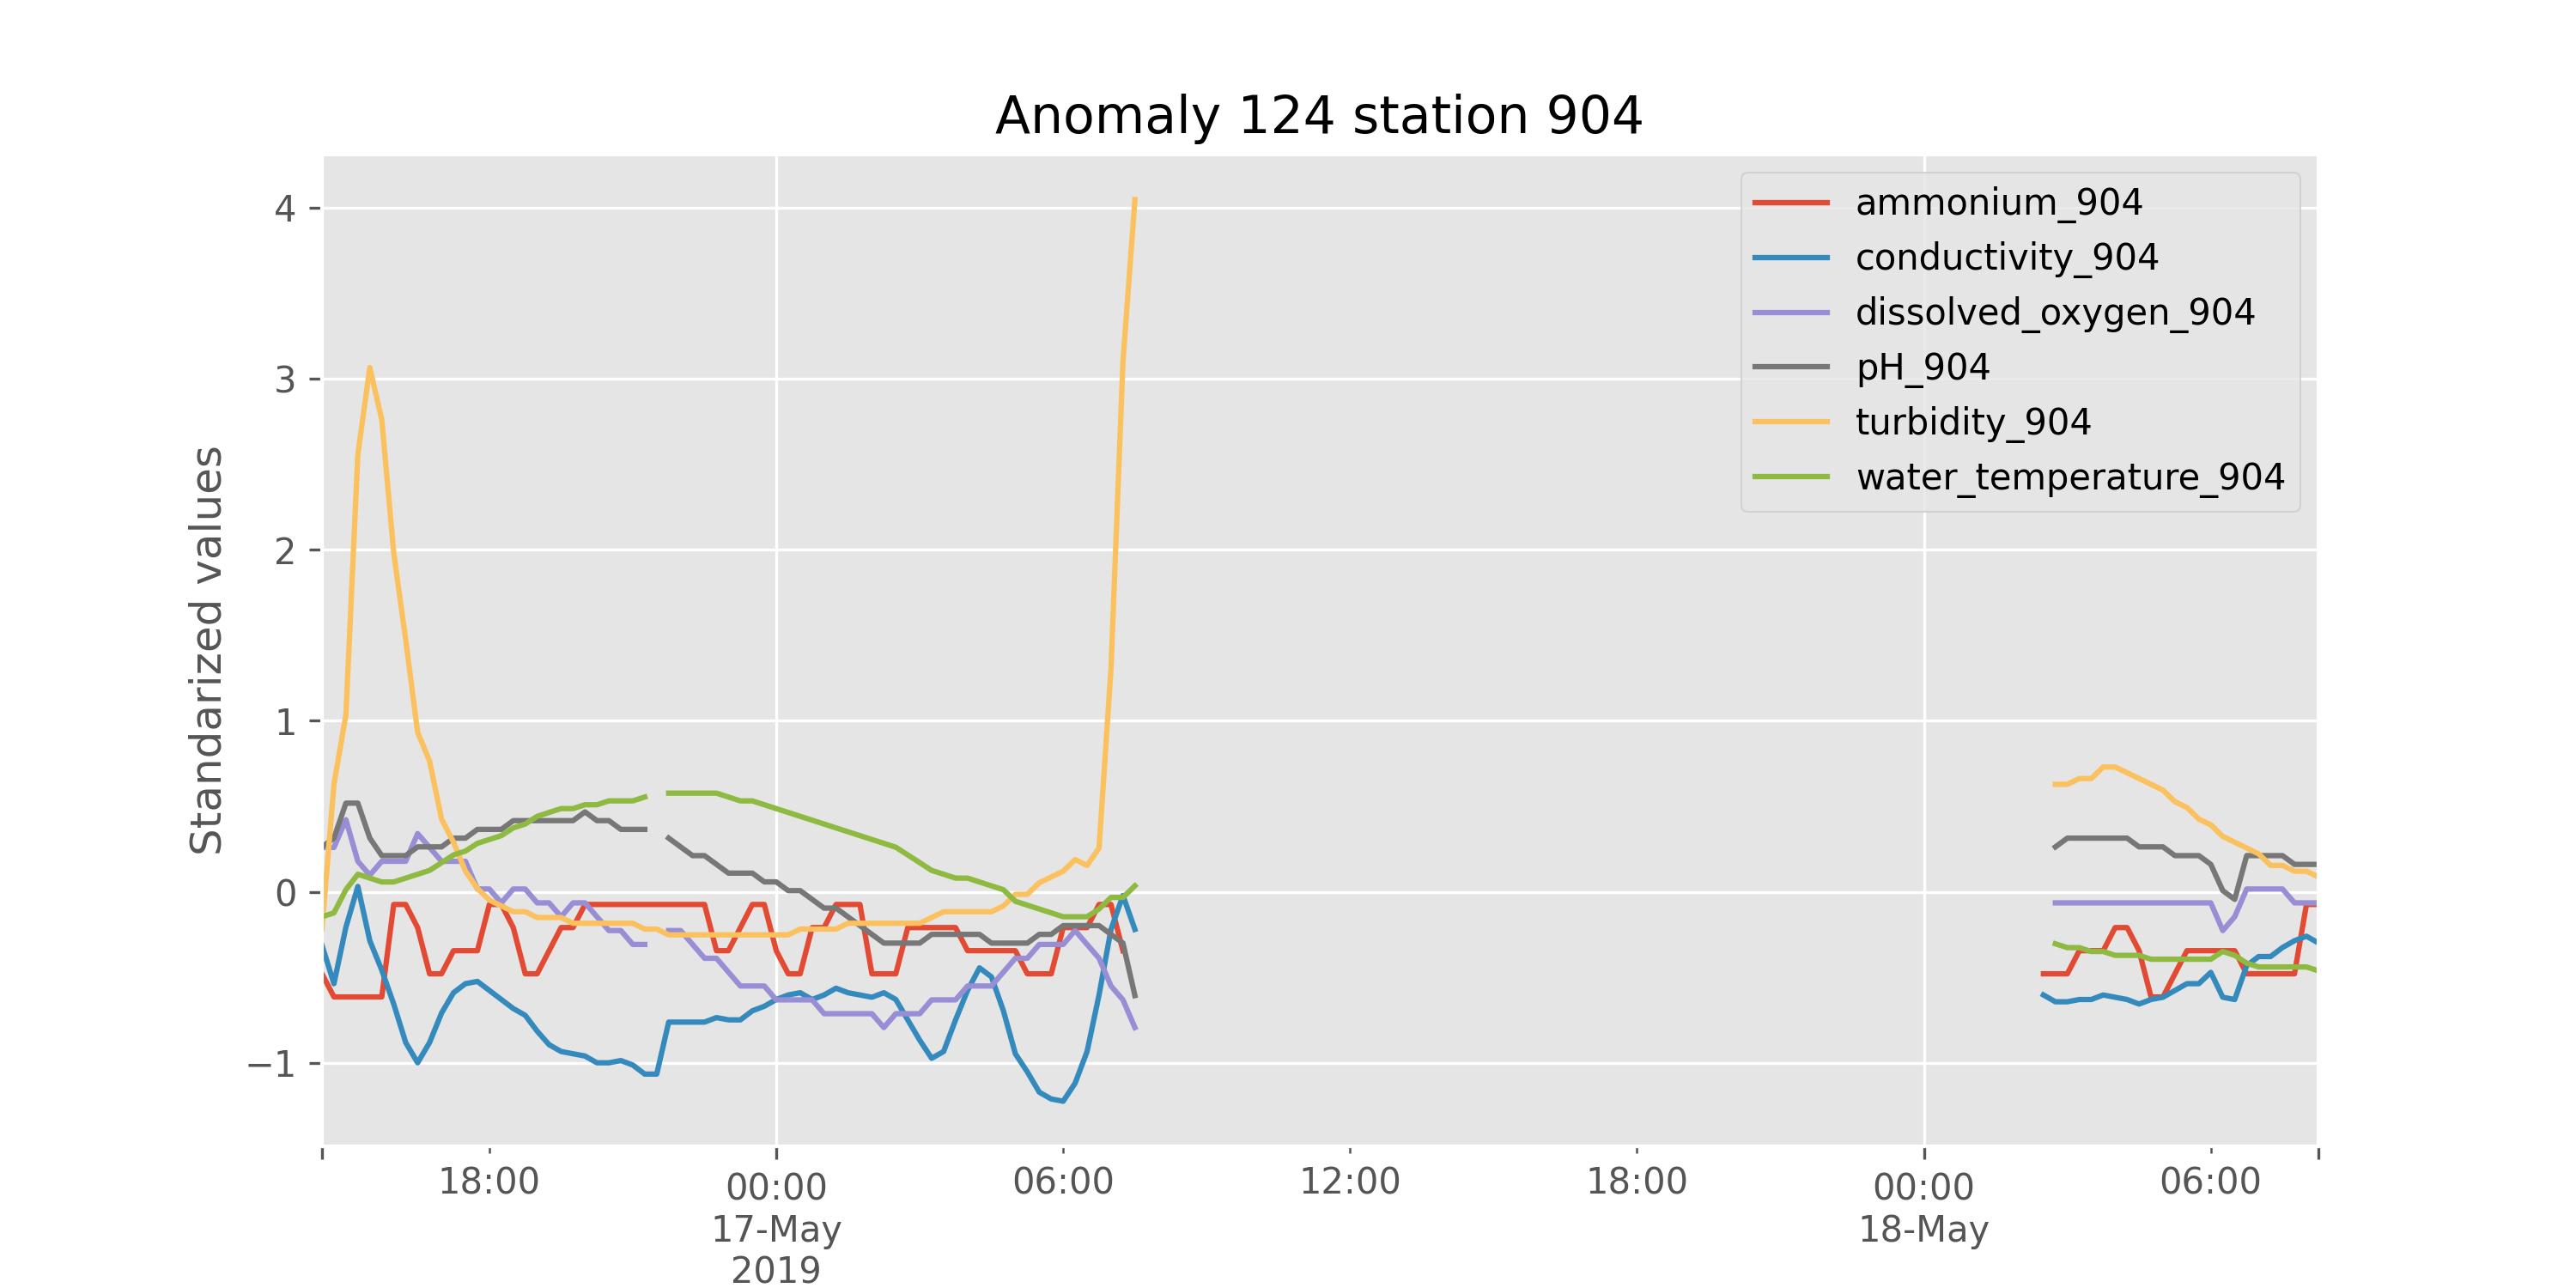 Anomaly 124 station 904
Standarized values
4
3
2
1
0
−1
ammonium_904
conductivity_904
dissolved_oxygen_904
pH_904
turbidity_904
water_temperature_904
18:00
00:00
17-May
2019
06:00
12:00
18:00
00:00
18-May
06:00